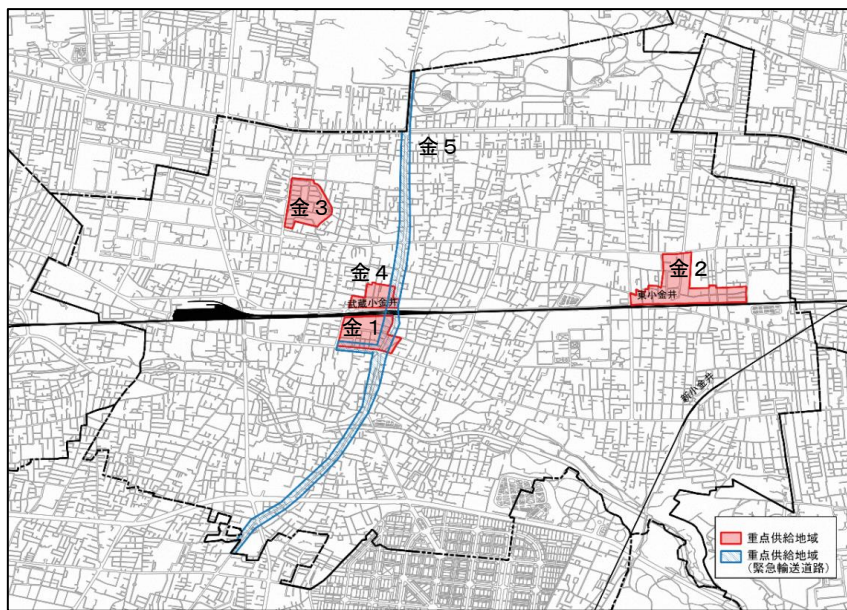 金５
金３
金２
金４
武蔵小金井
東小金井
金１
新小金井
重点供給地域
重点供給地域
（緊急輸送道路）